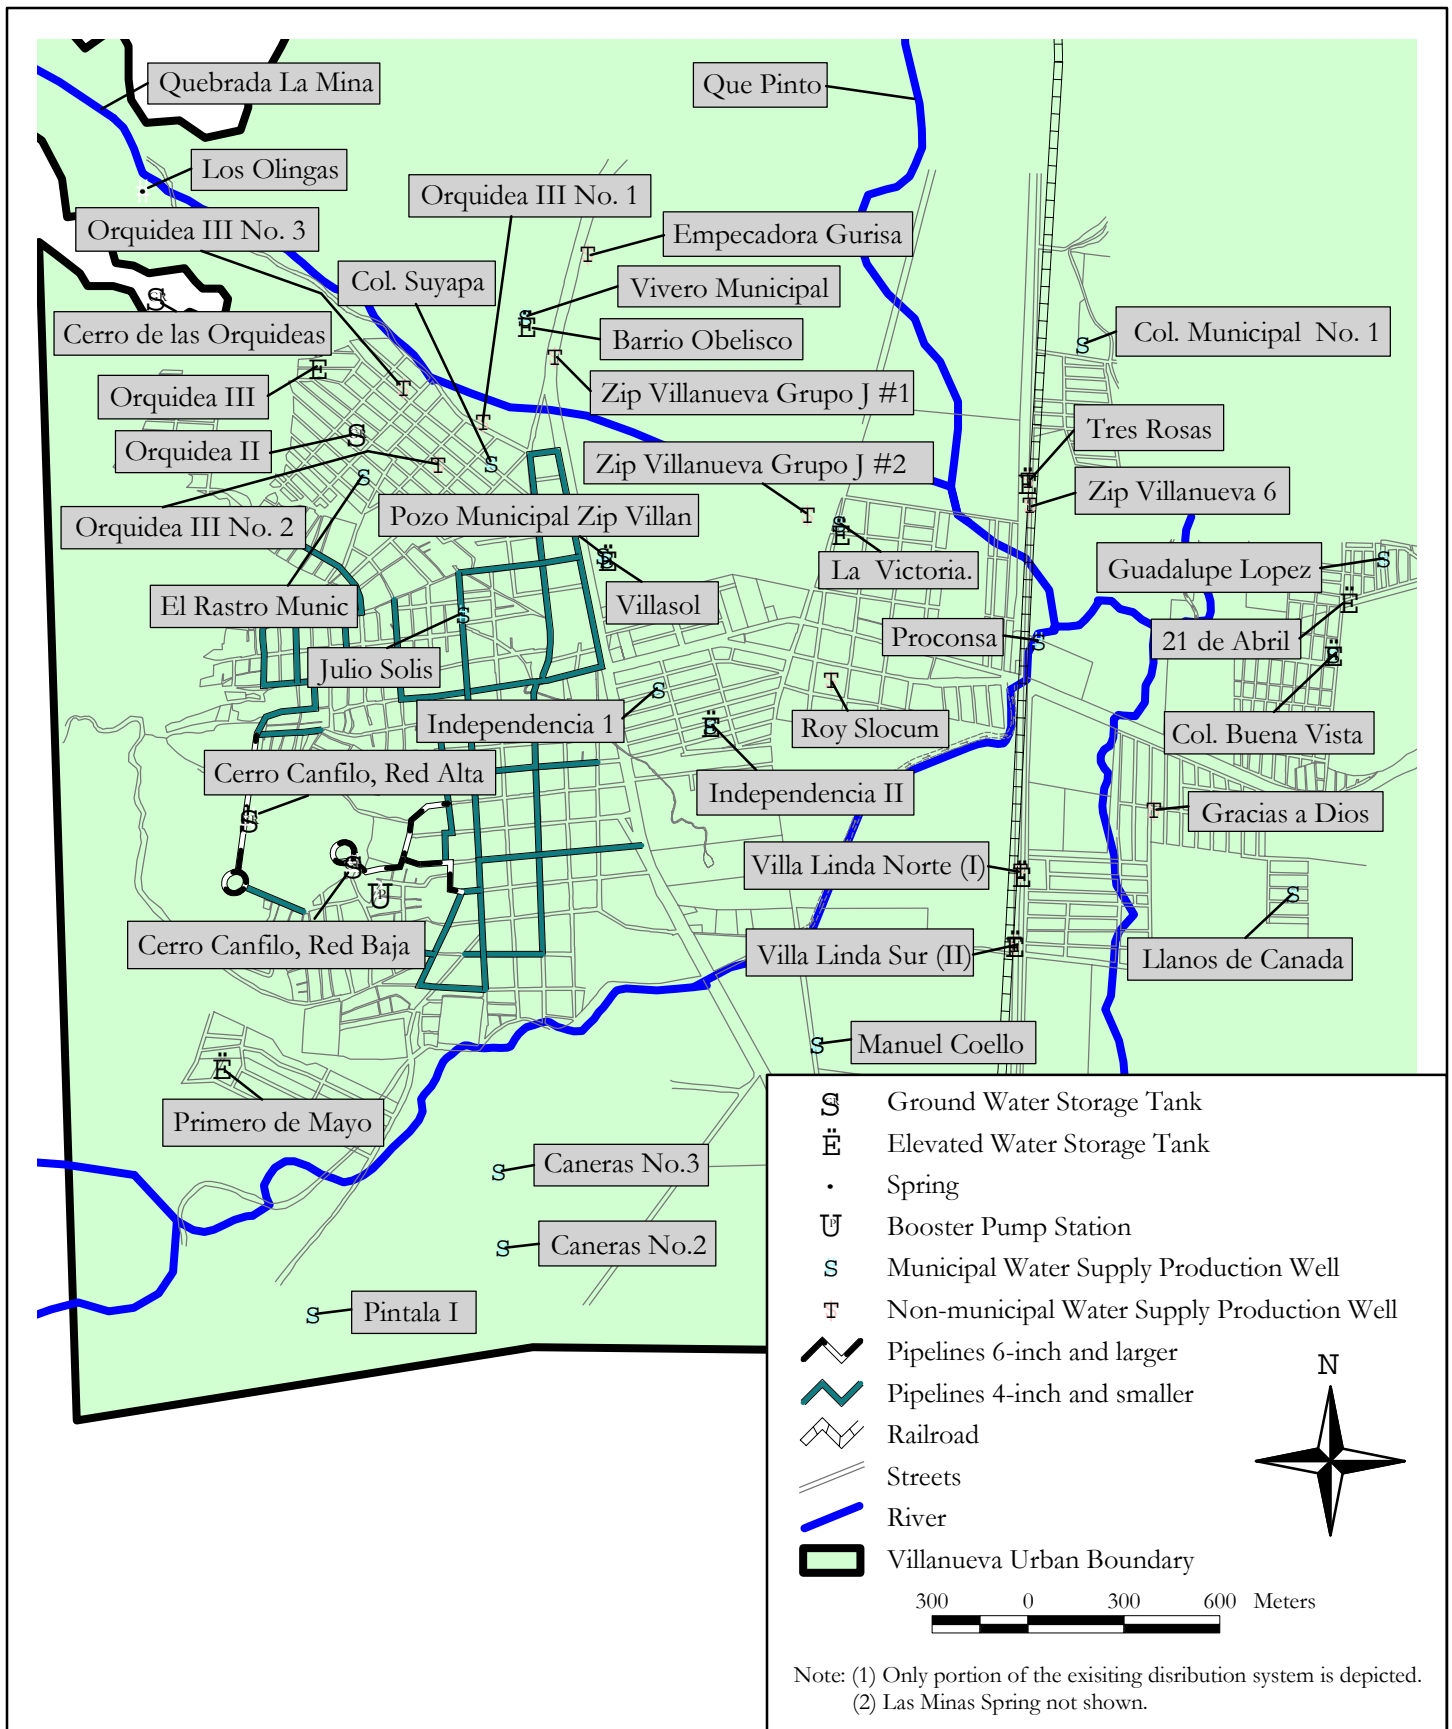 Quebrada La Mina
Que Pinto
Los Olingas
Orquidea III No. 1
Orquidea III No. 3
Empecadora Gurisa
Col. Suyapa
Vivero Municipal
Cerro de las Orquideas
Barrio Obelisco
Col. Municipal No. 1
Orquidea III
Zip Villanueva Grupo J #1
Tres Rosas
Orquidea II
Zip Villanueva Grupo J #2
Zip Villanueva 6
Orquidea III No. 2
Pozo Municipal Zip Villan
La Victoria.
Guadalupe Lopez
El Rastro Munic
Villasol
Proconsa
21 de Abril
Julio Solis
Independencia 1
Roy Slocum
Col. Buena Vista
Cerro Canfilo, Red Alta
Independencia II
Gracias a Dios
Villa Linda Norte (I)
Cerro Canfilo, Red Baja
Villa Linda Sur (II)
Llanos de Canada
Manuel Coello
Primero de Mayo
Caneras No.3
Caneras No.2
Pintala I
S Ground Water Storage Tank
Ë Elevated Water Storage Tank
Spring
U Booster Pump Station
S Municipal Water Supply Production Well
T Non-municipal Water Supply Production Well
Pipelines 6-inch and larger
Pipelines 4-inch and smaller
Railroad
Streets
River
Villanueva Urban Boundary
N
300 0 300 600 Meters
Note: (1) Only portion of the exisiting disribution system is depicted.
(2) Las Minas Spring not shown.